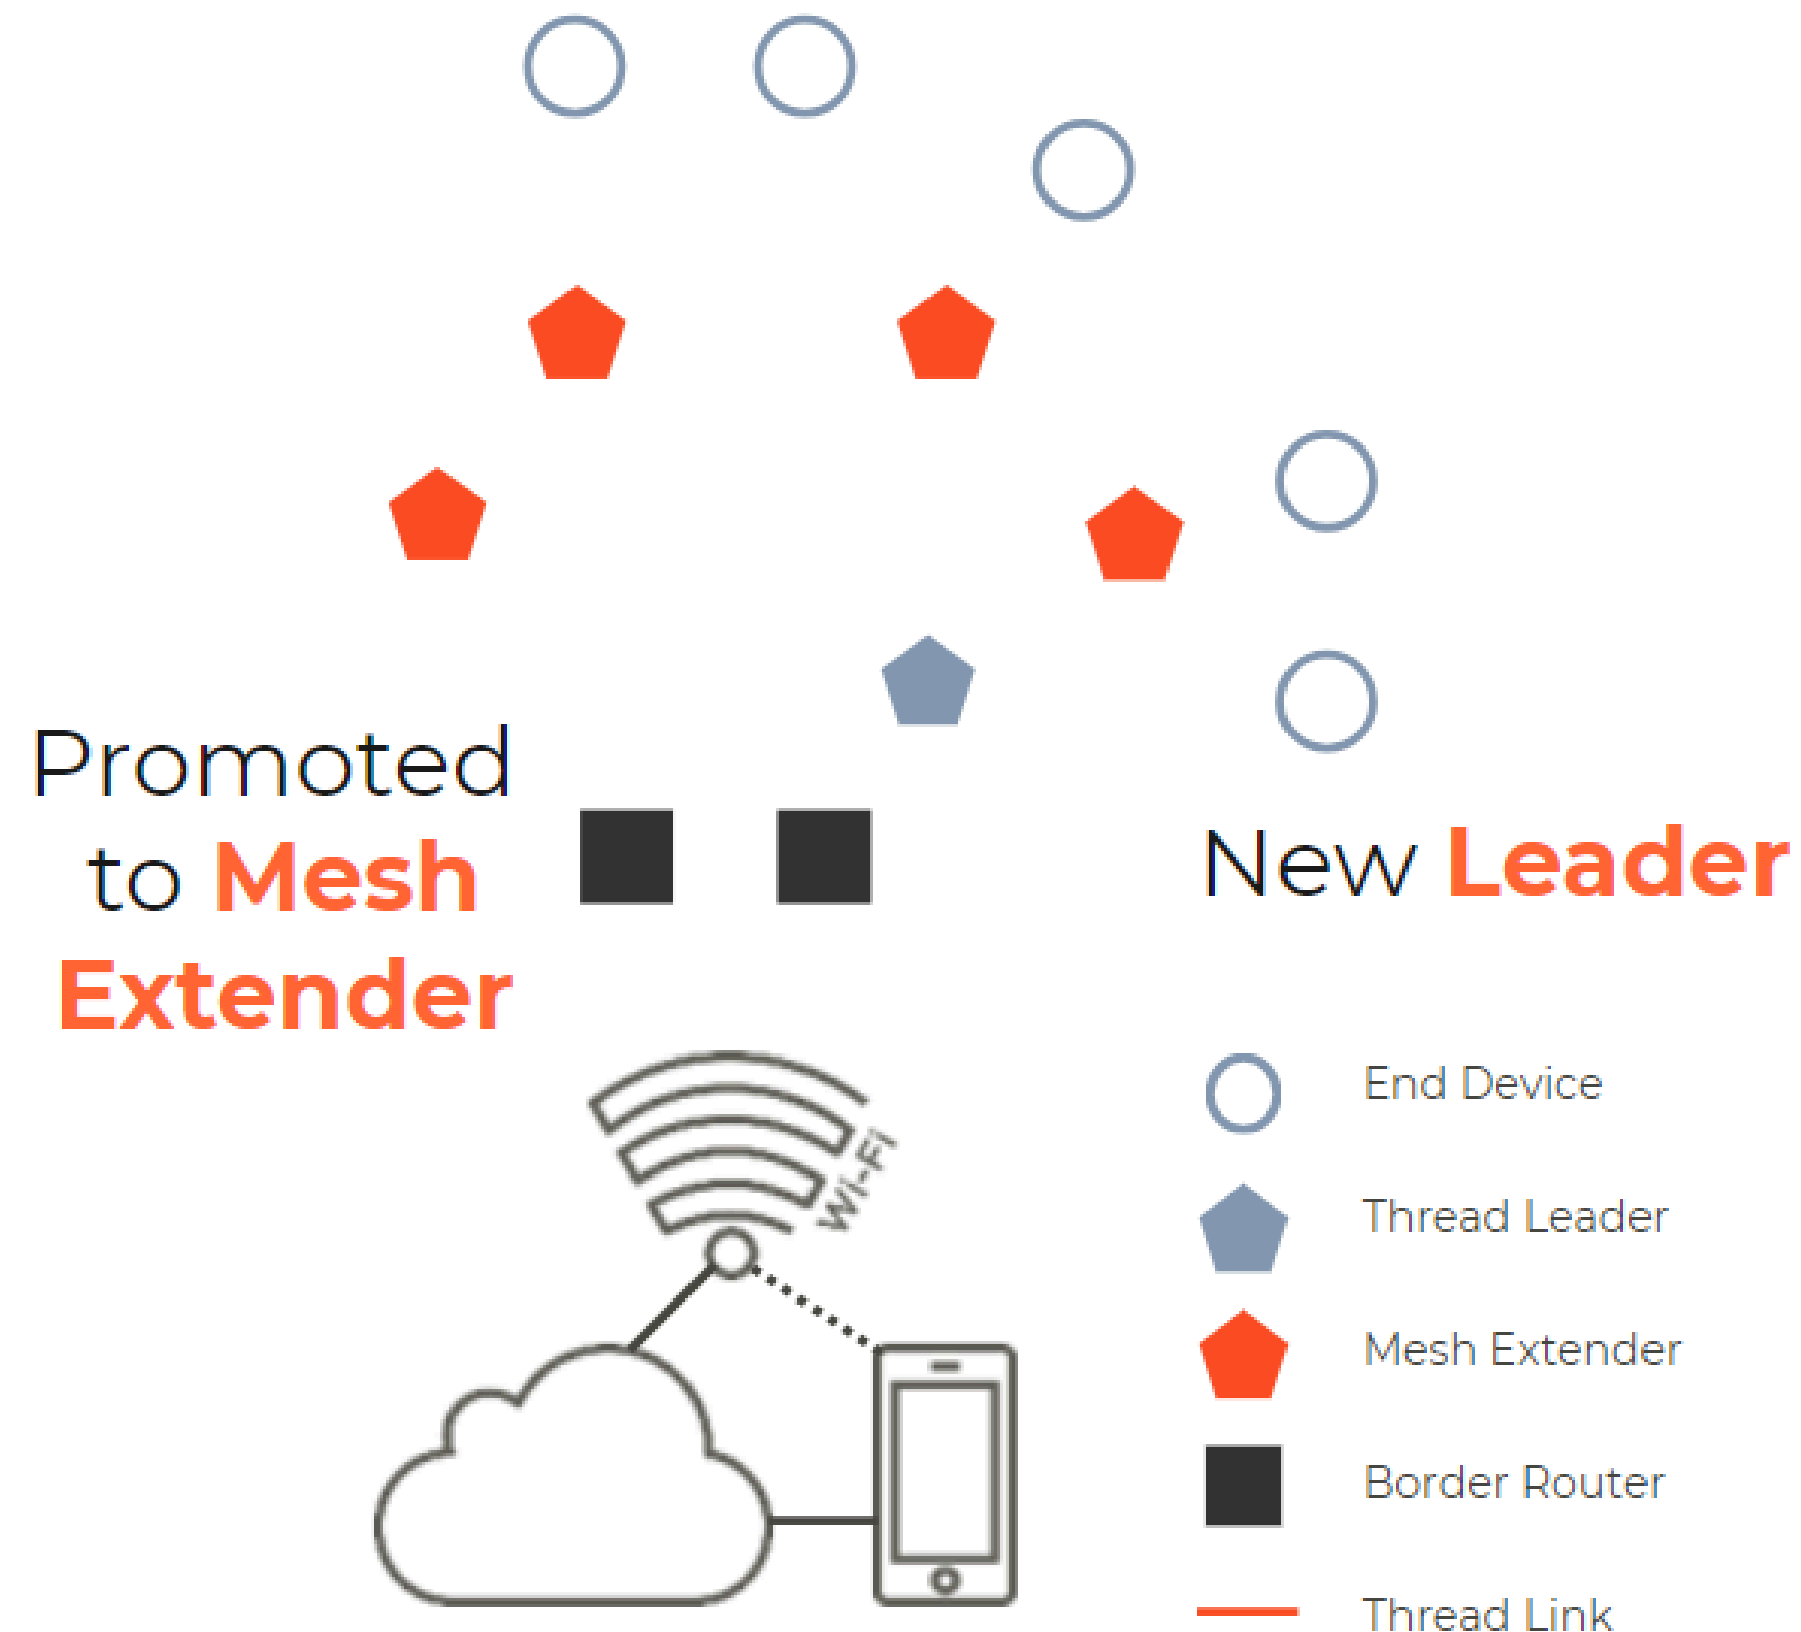 Promoted
to Mesh
Extender
New Leader
Wi-Fi
End Device
Thread Leader
Mesh Extender
Border Router
Thread Link